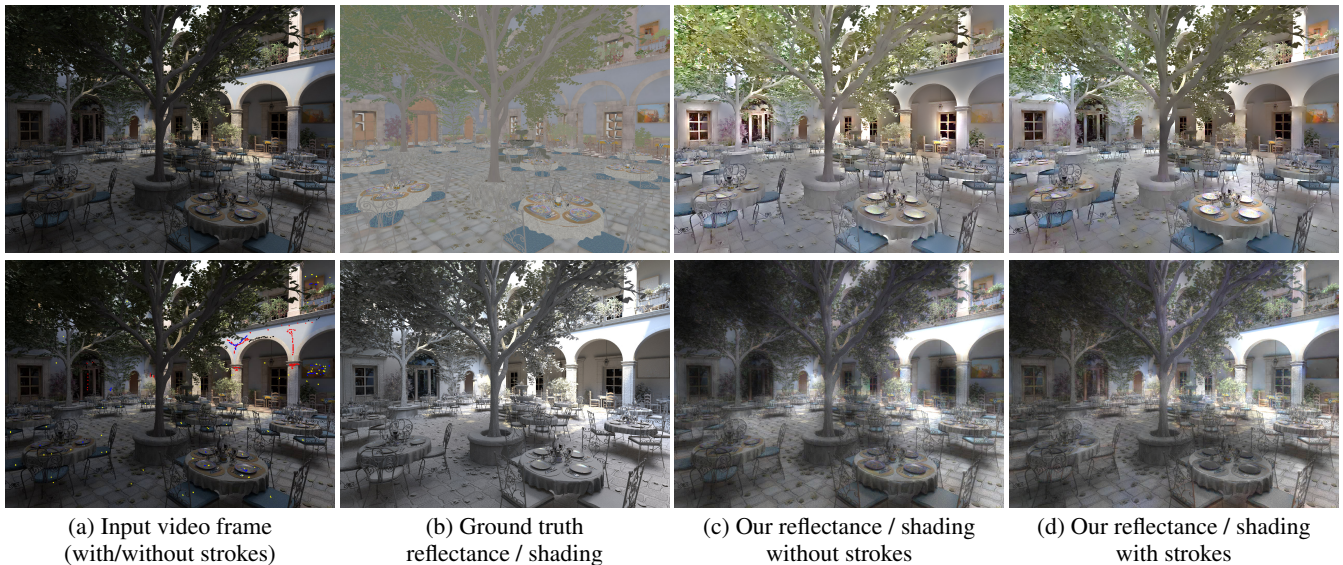 (a) Input video frame
(with/without strokes)
(b) Ground truth
reflectance / shading
(c) Our reflectance / shading
without strokes
(d) Our reflectance / shading
with strokes